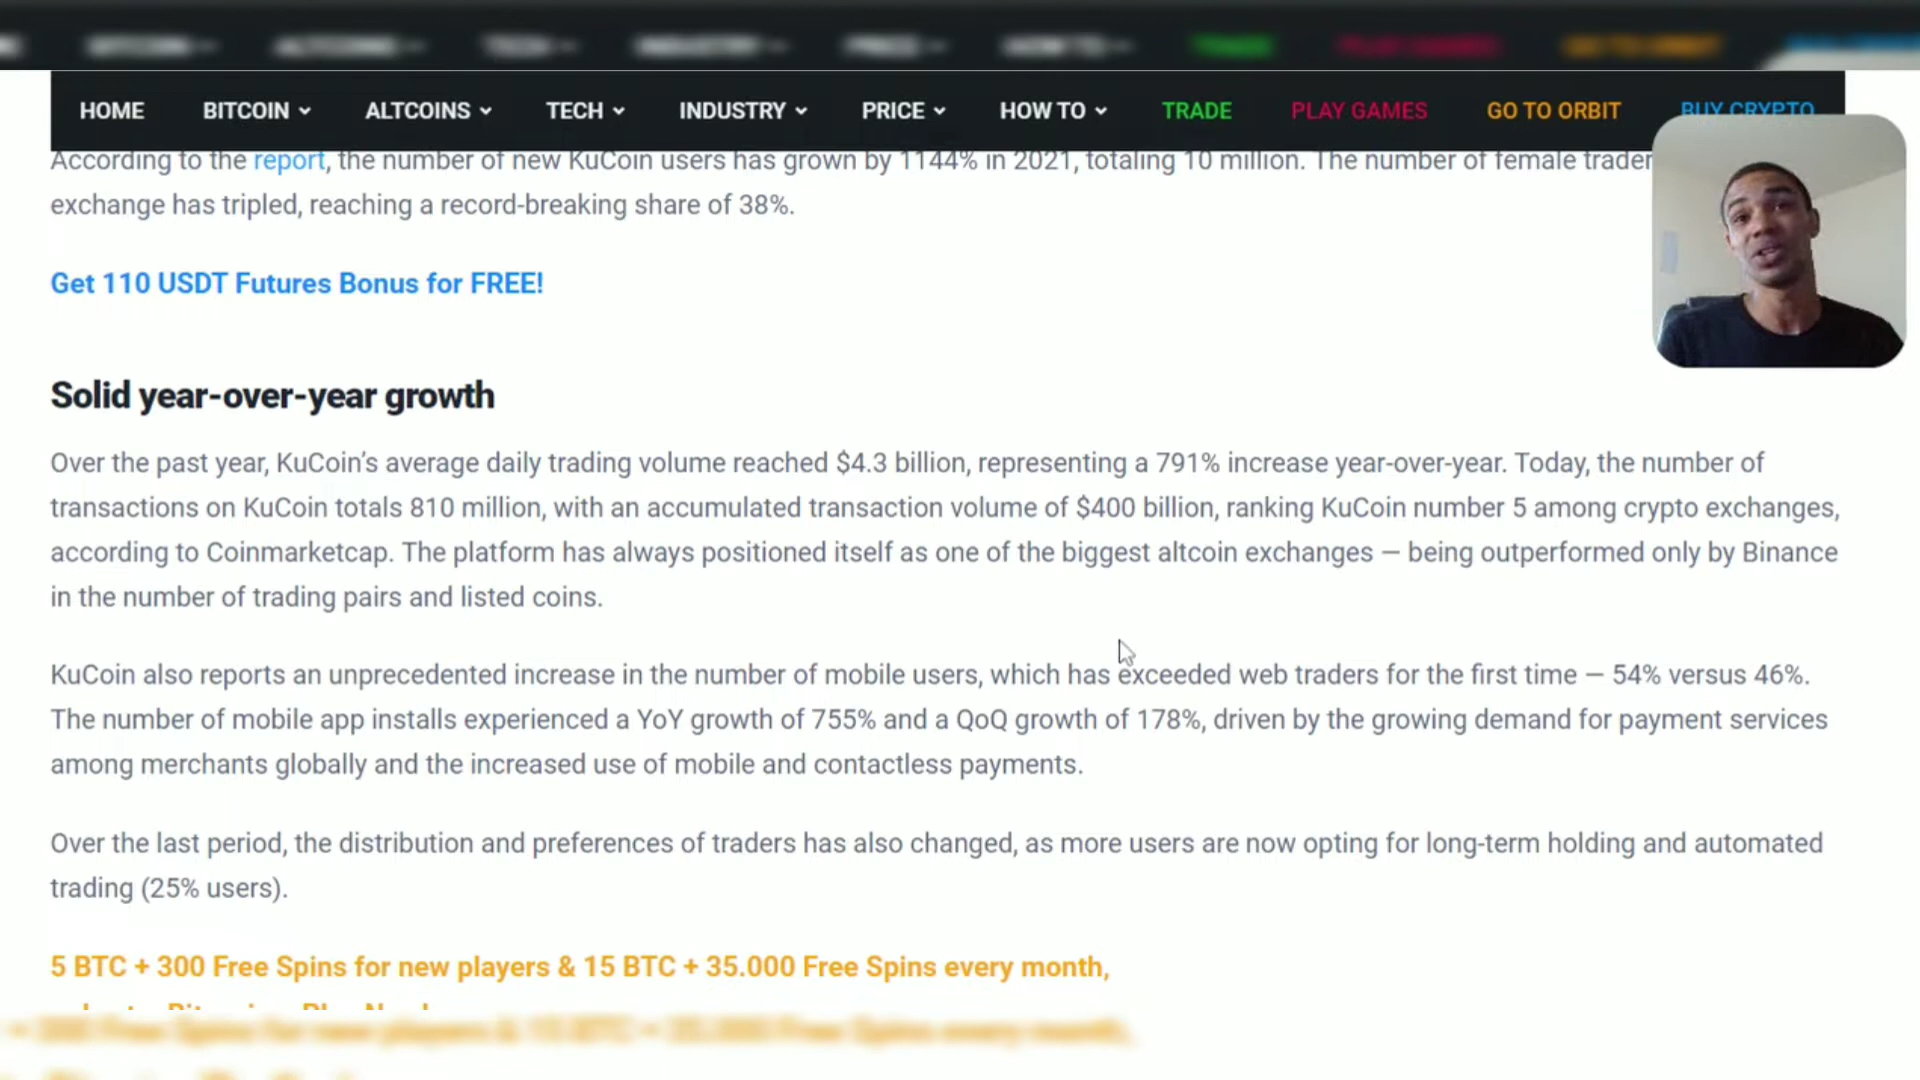 HOME BITCOIN ALTCOINS TECH INDUSTRY PRICE HOW TO TRADE PLAY GAMES GO TO ORBIT BUY CRYPTO
According to the report, the number of new KuCoin users has grown by 1144% in 2021, totaling 10 million. The number of female
exchange has tripled, reaching a record-breaking share of 38%.
Get 110 USDT Futures Bonus for FREE!
Solid year-over-year growth
Over the past year, KuCoin’s average daily trading volume reached $4.3 billion, representing a 791% increase year-over-year. Today, the number of
transactions on KuCoin totals 810 million, with an accumulated transaction volume of $400 billion, ranking KuCoin number 5 among crypto exchanges,
according to Coinmarketcap. The platform has always positioned itself as one of the biggest altcoin exchanges — being outperformed only by Binance
in the number of trading pairs and listed coins.
KuCoin also reports an unprecedented increase in the number of mobile users, which has exceeded web traders for the first time — 54% versus 46%.
The number of mobile app installs experienced a YoY growth of 755% and a QoQ growth of 178%, driven by the growing demand for payment services
among merchants globally and the increased use of mobile and contactless payments.
Over the last period, the distribution and preferences of traders has also changed, as more users are now opting for long-term holding and automated
trading (25% users).
5 BTC + 300 Free Spins for new players & 15 BTC + 35.000 Free Spins every month,